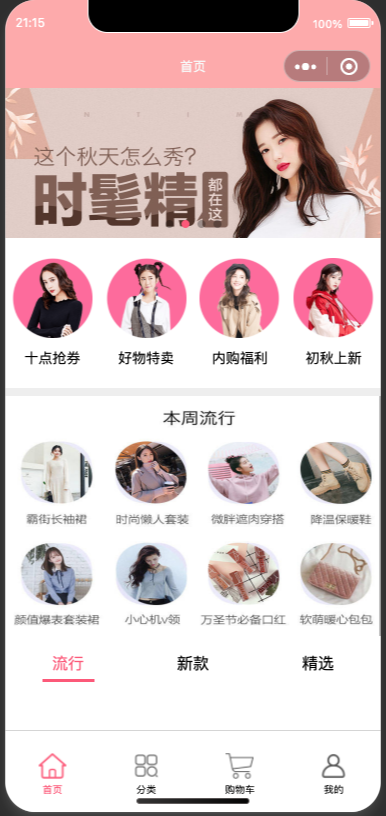 21:15
100%
首页
N T I M
这个秋天怎么秀?
时髦精
都在这
十点抢券
好物特卖
内购福利
初秋上新
本周流行
霸街长袖裙
时尚懒人套装
微胖遮肉穿搭
降温保暖鞋
颜值爆表套装裙
小心机v领
万圣节必备口红
软萌暖心包包
流行
新款
精选
首页
分类
购物车
我的